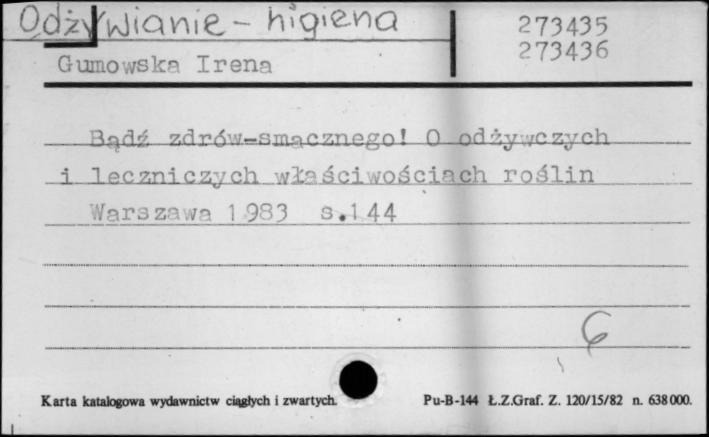 Odżywianie - higiena
273435
273436
Gumowska Irena
Bądź zdrów-smacznego! O odżywczych
i leczniczych właściwościach roślin
Warszawa 1983 s.144
6
Karta katalogowa wydawnictw ciągłych i zwartych.
Pu-B-144 Ł.Z.Graf. Z. 120/15/82 n. 638000.